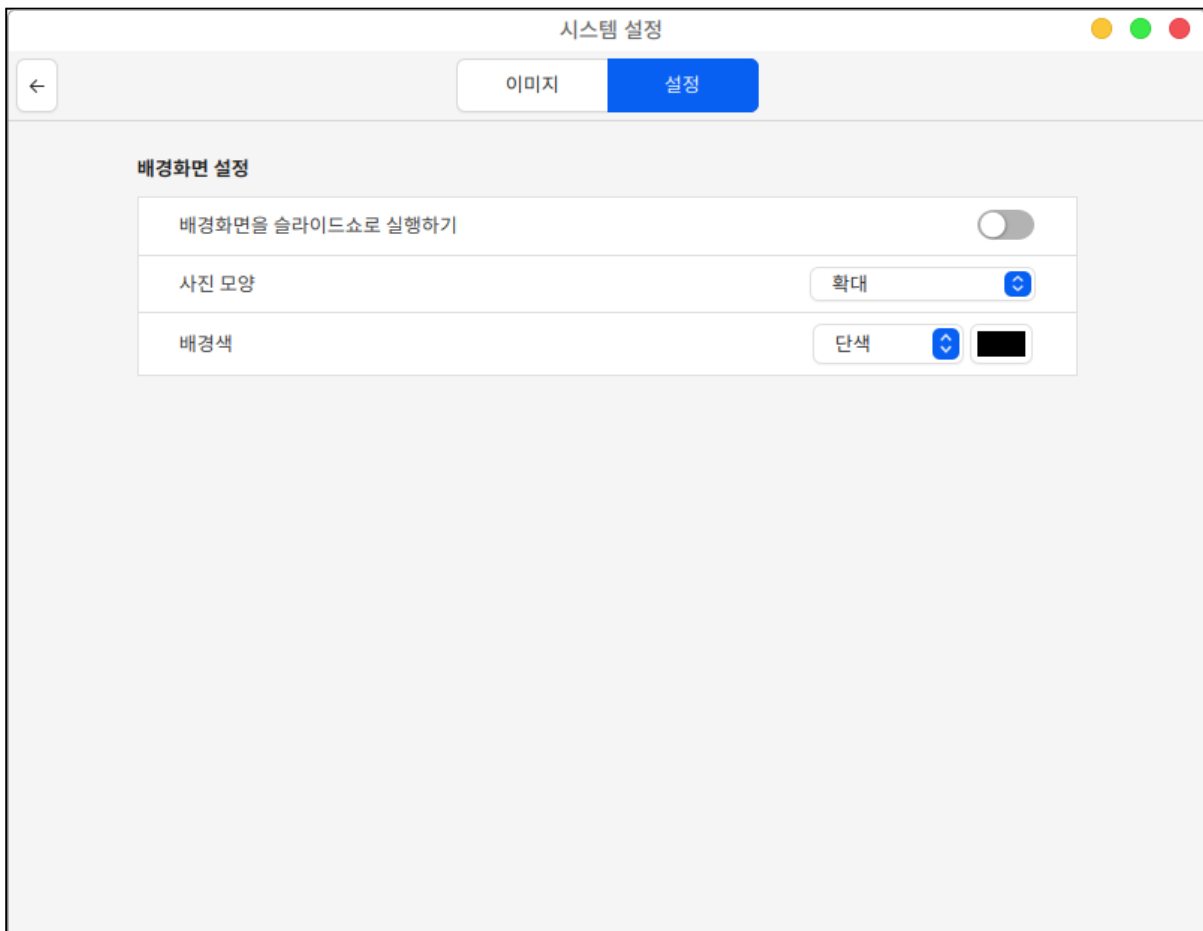 시스템 설정
이미지
설정
배경화면 설정
배경화면을 슬라이드쇼로 실행하기
사진 모양
확대
배경색
단색